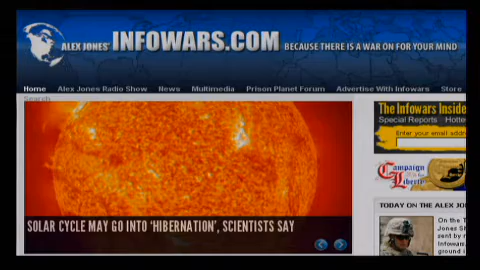 ALEX JONES' INFOWARS.COM BECAUSE THERE IS A WAR ON FOR YOUR MIND
Home Alex Jones Radio Show News Multimedia Prison Planet Forum Advertise With Infowars Store
Search
The Infowars Inside
Special Reports Hotte
Enter your email addr
Campaign
Liberty
SOLAR CYCLE MAY GO INTO 'HIBERNATION', SCIENTISTS SAY
TODAY ON THE ALEX JO
On the T
Jones S
sent by
ground i